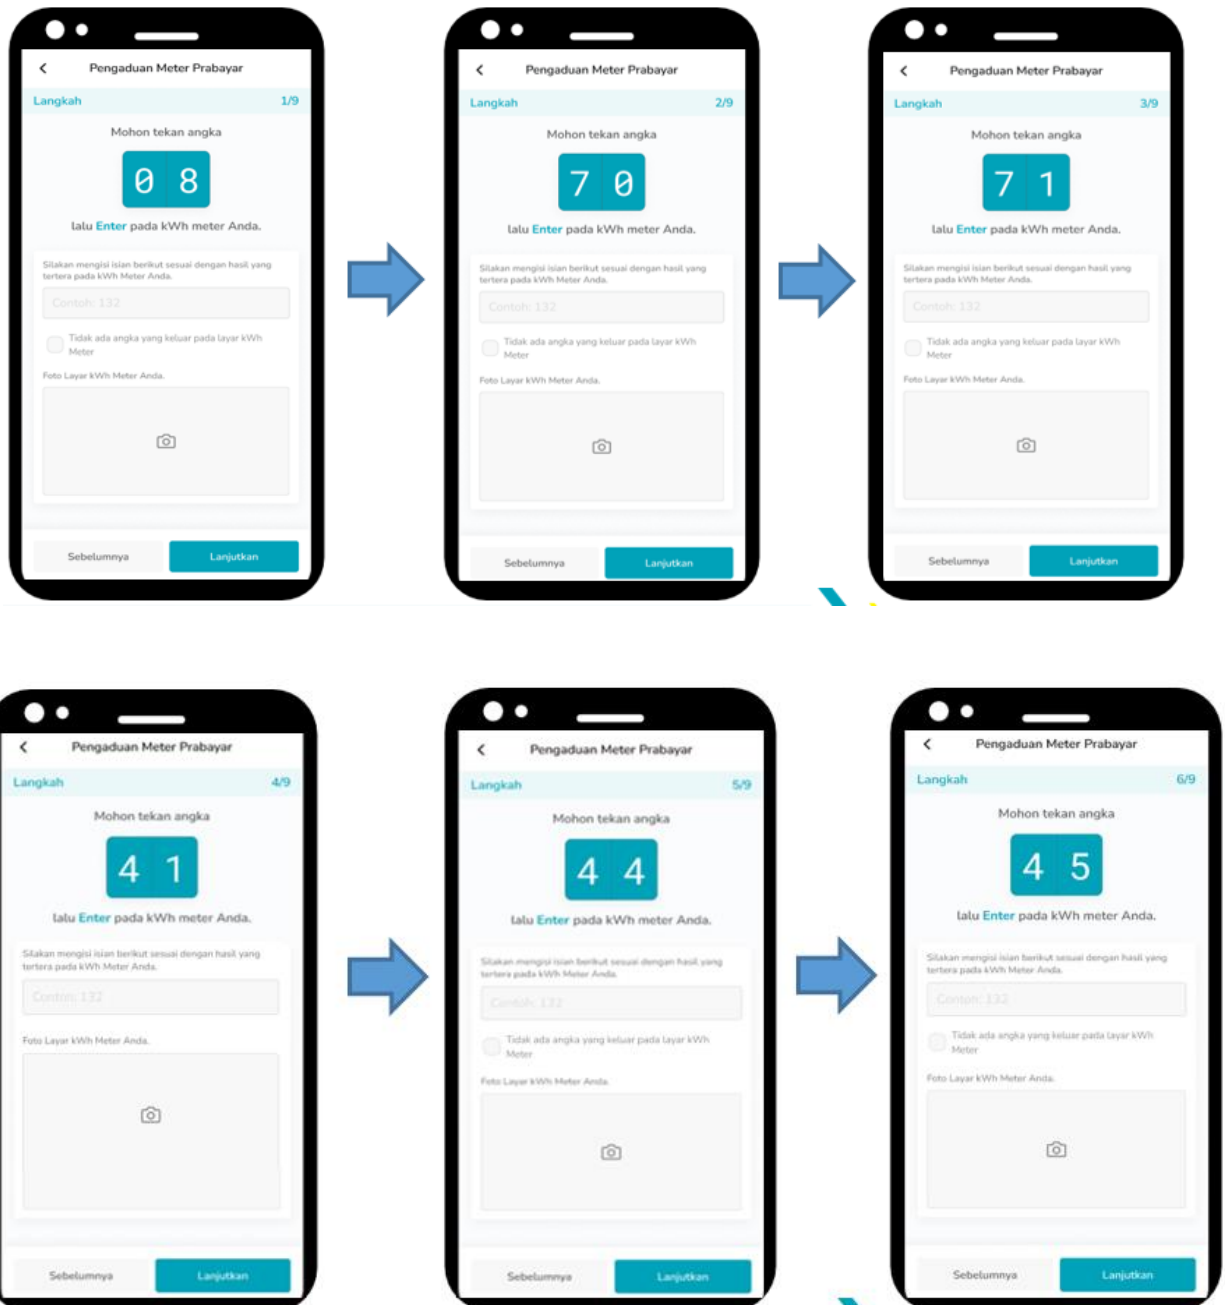 Pengaduan Meter Prabayar
Langkah 1/9
Mohon tekan angka
0 8
lalu Enter pada kWh meter Anda.
Silakan mengisi isian berikut sesuai dengan hasil yang
tertera pada kWh Meter Anda.
Contoh: 132
Tidak ada angka yang keluar pada layar kWh
Meter
Foto Layar kWh Meter Anda.
Sebelumnya Lanjutkan
Pengaduan Meter Prabayar
Langkah 2/9
Mohon tekan angka
7 0
lalu Enter pada kWh meter Anda.
Silakan mengisi isian berikut sesuai dengan hasil yang
tertera pada kWh Meter Anda.
Contoh: 132
Tidak ada angka yang keluar pada layar kWh
Meter
Foto Layar kWh Meter Anda.
Sebelumnya Lanjutkan
Pengaduan Meter Prabayar
Langkah 3/9
Mohon tekan angka
7 1
lalu Enter pada kWh meter Anda.
Silakan mengisi isian berikut sesuai dengan hasil yang
tertera pada kWh Meter Anda.
Contoh: 132
Tidak ada angka yang keluar pada layar kWh
Meter
Foto Layar kWh Meter Anda.
Sebelumnya Lanjutkan
Pengaduan Meter Prabayar
Langkah 4/9
Mohon tekan angka
4 1
lalu Enter pada kWh meter Anda.
Silakan mengisi isian berikut sesuai dengan hasil yang
tertera pada kWh Meter Anda.
Contoh: 132
Foto Layar kWh Meter Anda.
Sebelumnya Lanjutkan
Pengaduan Meter Prabayar
Langkah 5/9
Mohon tekan angka
4 4
lalu Enter pada kWh meter Anda.
Silakan mengisi isian berikut sesuai dengan hasil yang
tertera pada kWh Meter Anda.
Contoh: 132
Tidak ada angka yang keluar pada layar kWh
Meter
Foto Layar kWh Meter Anda.
Sebelumnya Lanjutkan
Pengaduan Meter Prabayar
Langkah 6/9
Mohon tekan angka
4 5
lalu Enter pada kWh meter Anda.
Silakan mengisi isian berikut sesuai dengan hasil yang
tertera pada kWh Meter Anda.
Contoh: 132
Tidak ada angka yang keluar pada layar kWh
Meter
Foto Layar kWh Meter Anda.
Sebelumnya Lanjutkan